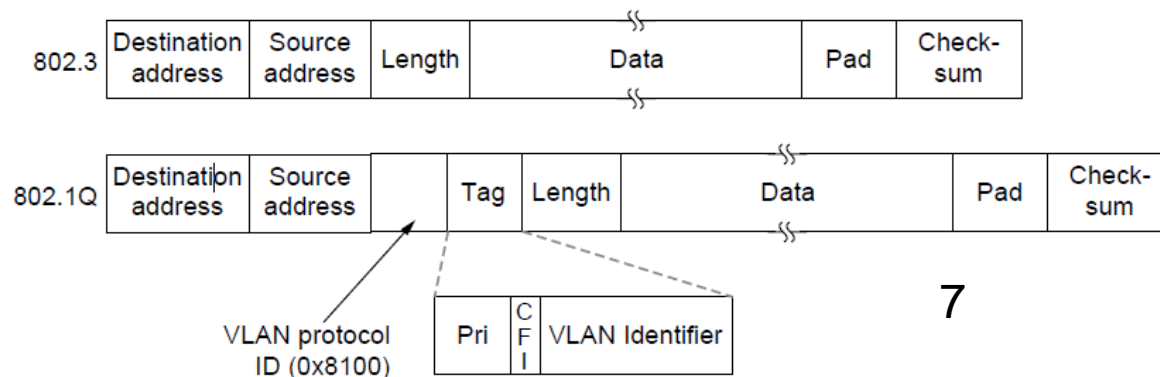 802.3
Destination
address
Source
address
Length
Data
Pad
Check-
sum
802.1Q
Destination
address
Source
address
Tag
Length
Data
Pad
Check-
sum
VLAN protocol
ID (0x8100)
Pri
C
F
I
VLAN Identifier
7